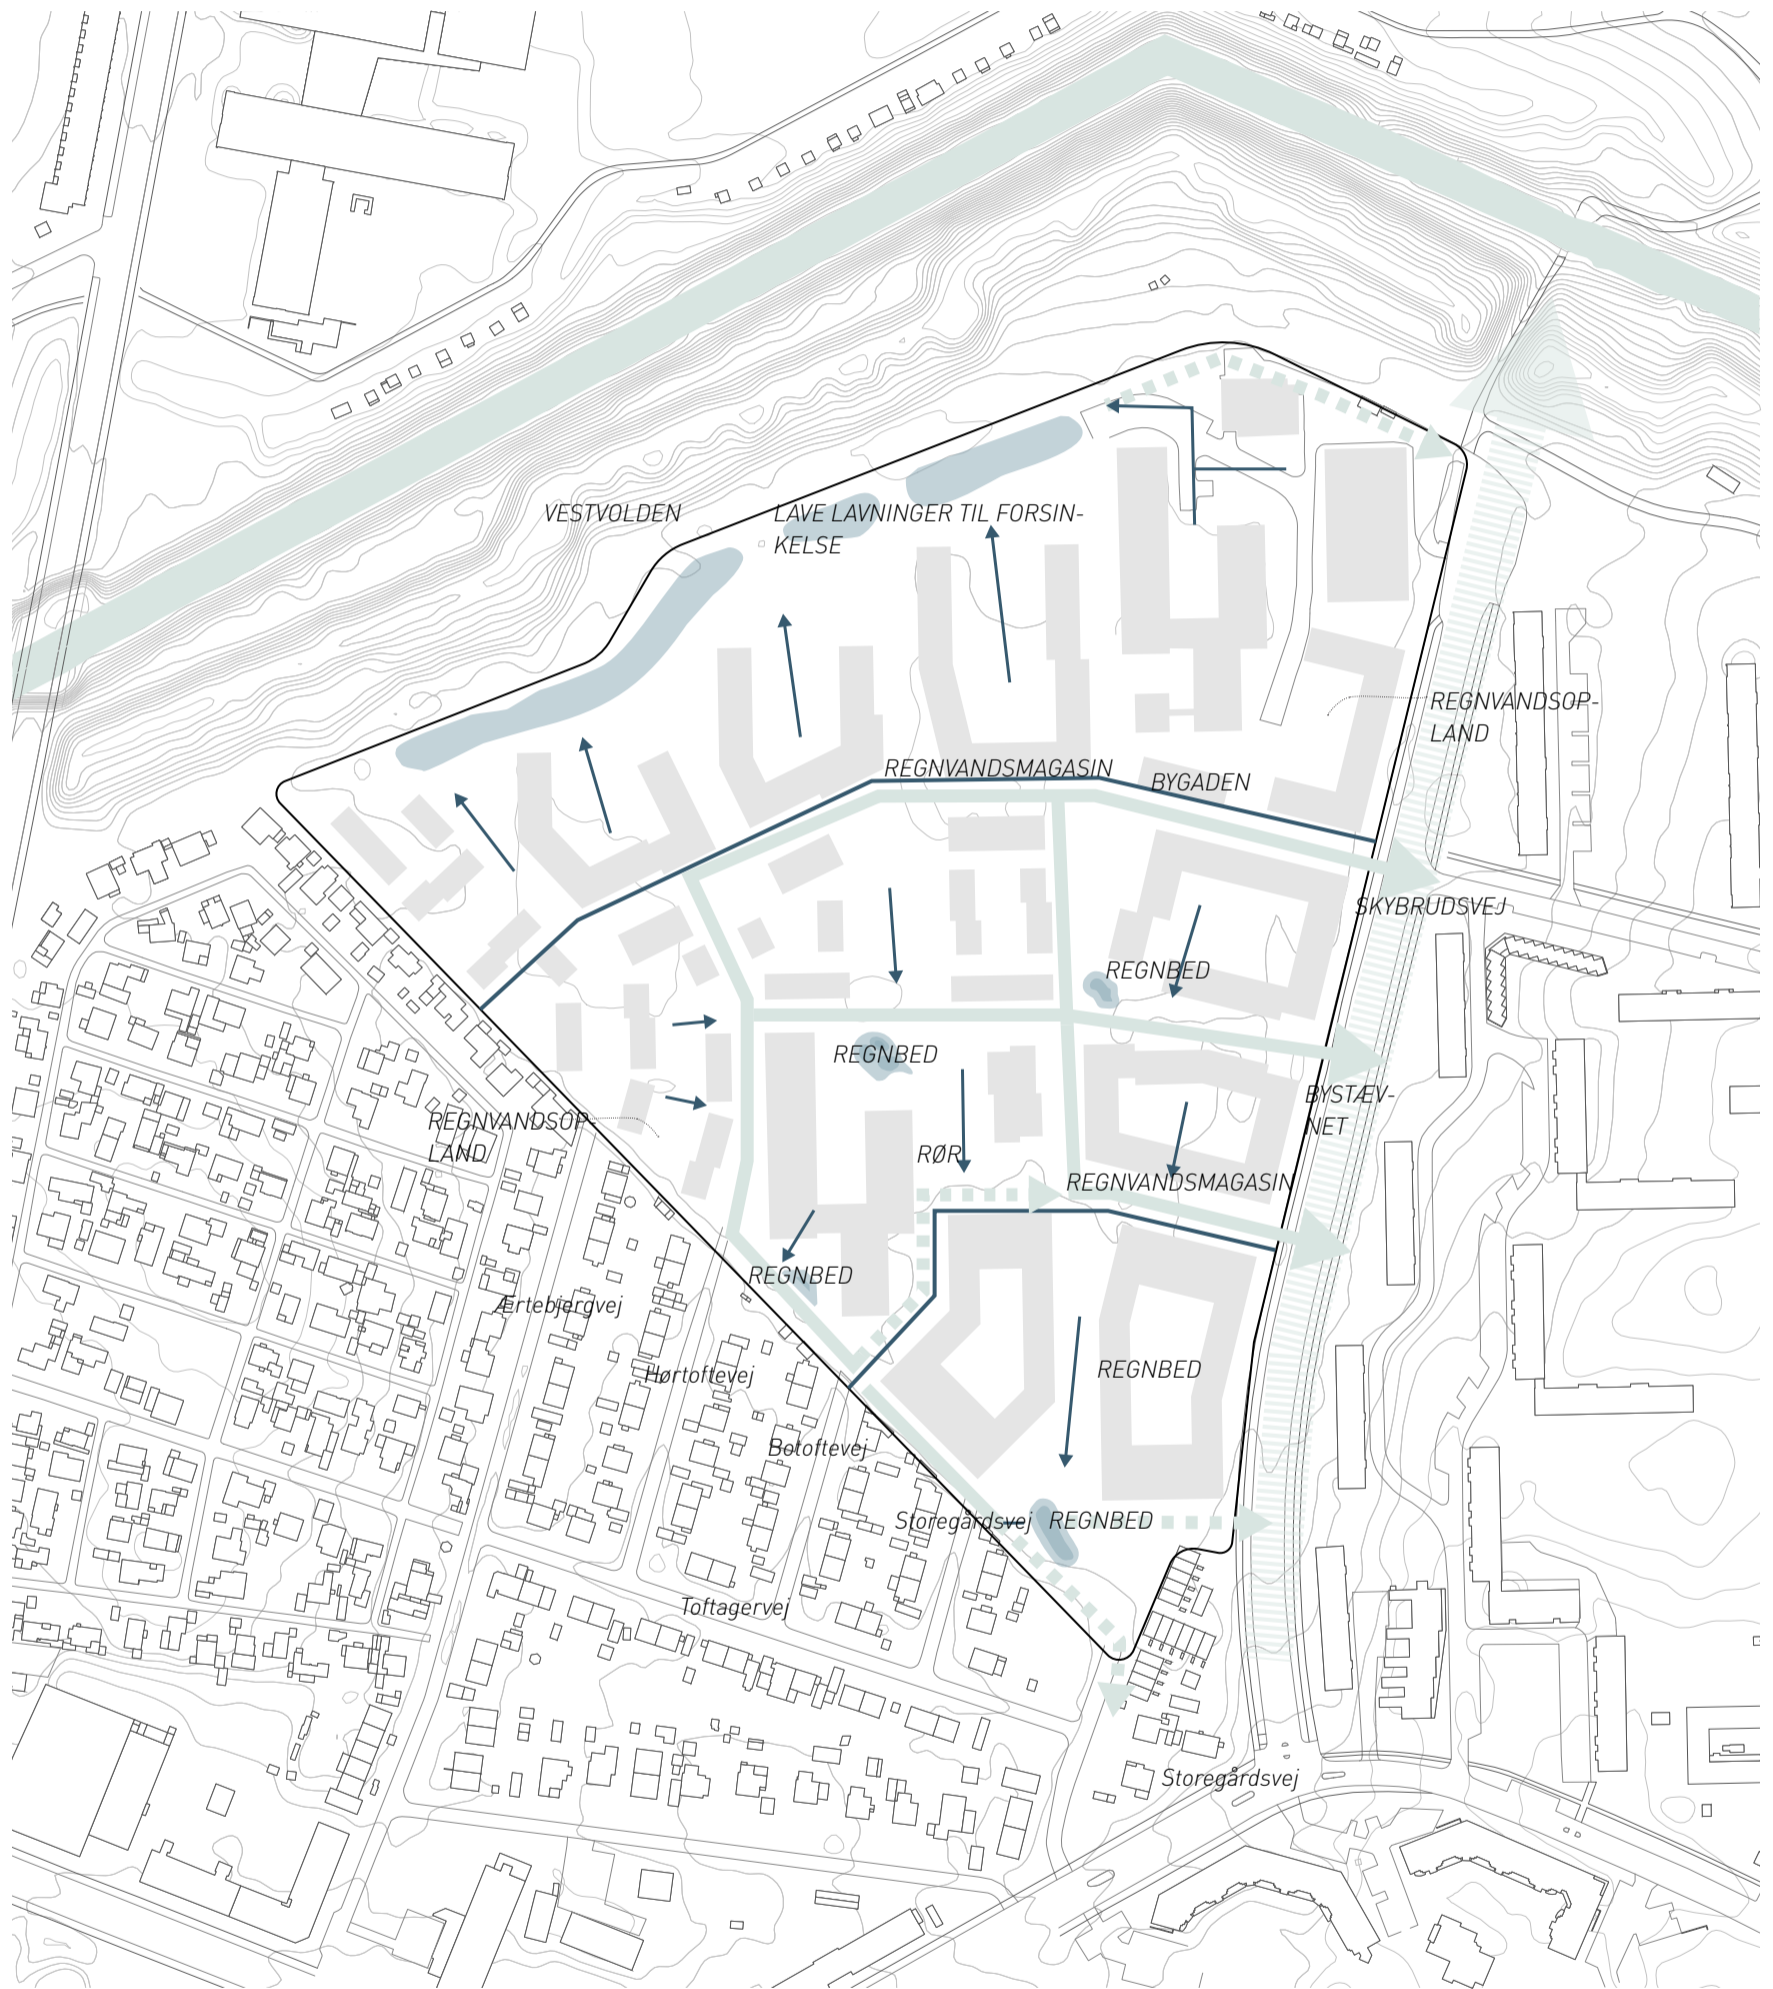 VESTVOLDEN
LAVE LAVNINGER TIL FORSIN-
KELSE
REGNVANDSOP-
LAND
REGNVANDSMAGASIN
BYGADEN
SKYBRUDSVEJ
REGNBED
REGNBED
BYSTÆV-
NET
REGNVANDSOP-
LAND
RØR
REGNVANDSMAGASIN
REGNBED
Ærtebjergvej
Hørtoftevej
REGNBED
Botoftevej
Storegårdsvej
REGNBED
Toftagervej
Storegårdsvej